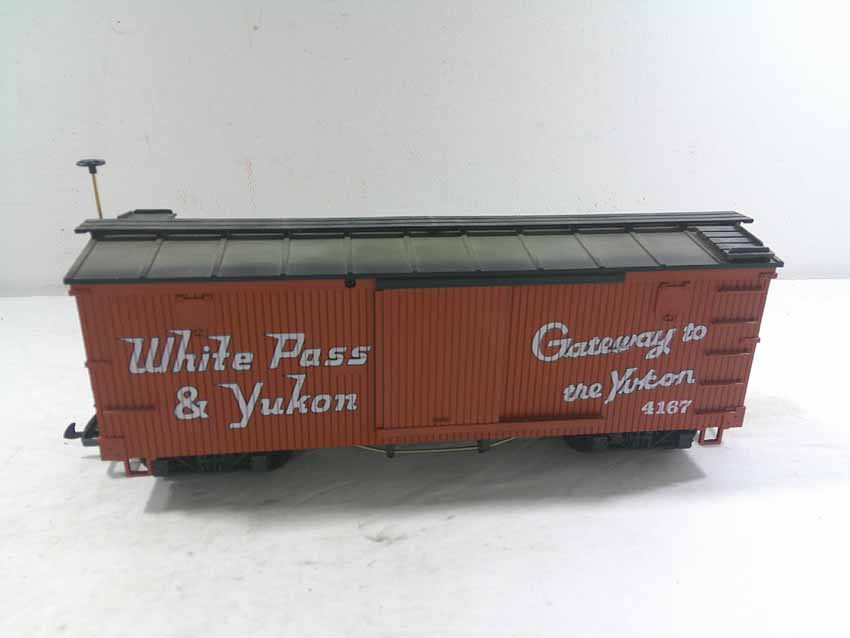 White Pass
& Yukon
Gateway to
the Yukon
4167